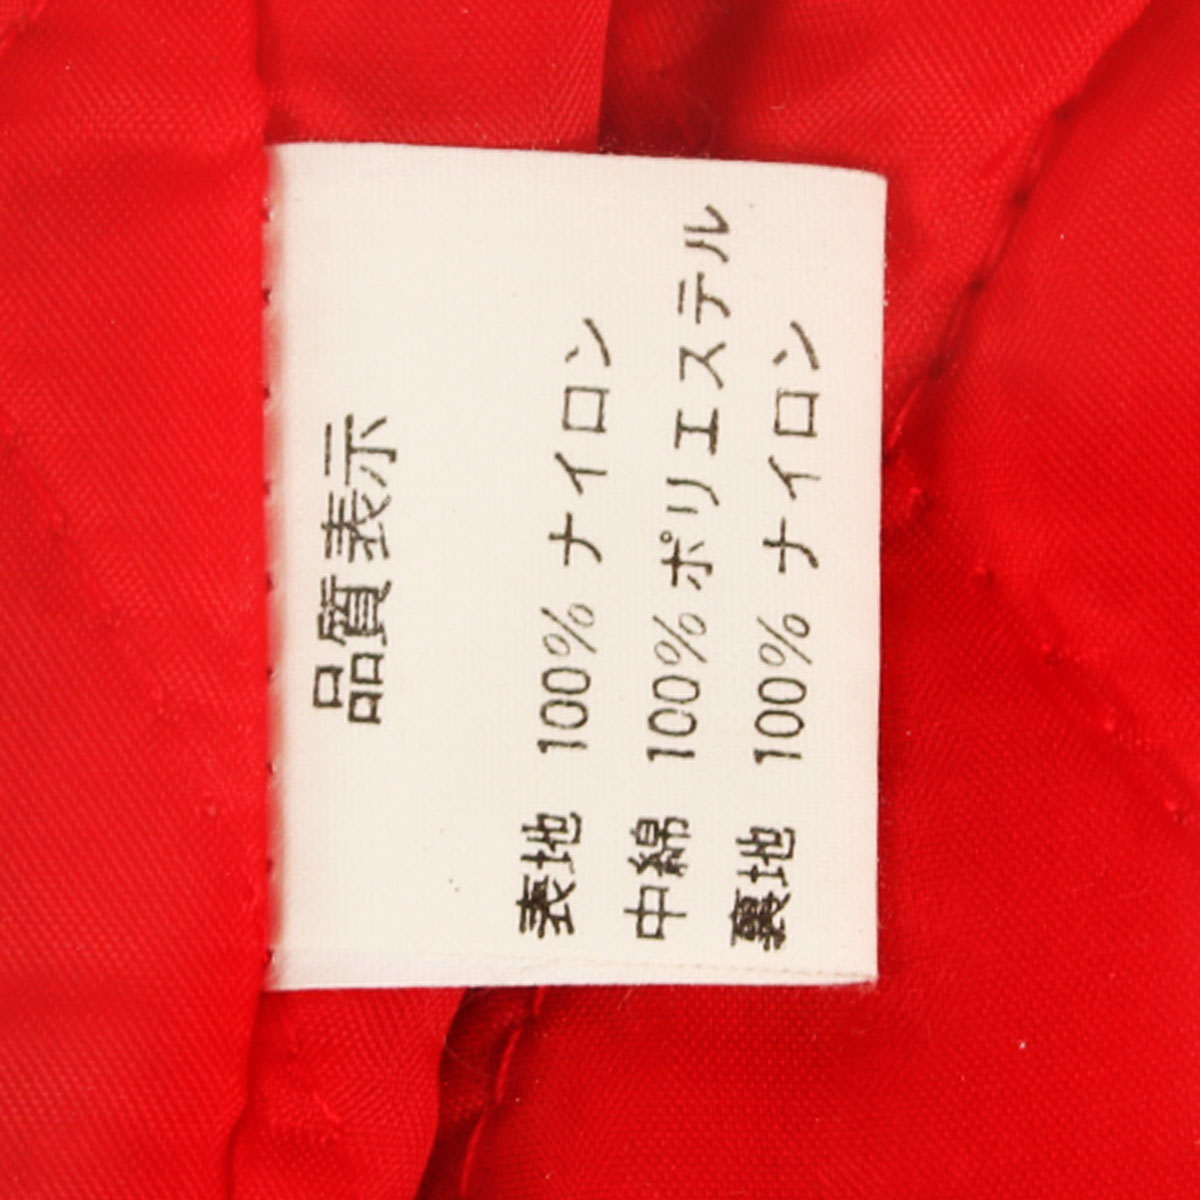 品質表示
表地 100% ナイロン
中綿 100% ポリエステル
裏地 100% ナイロン